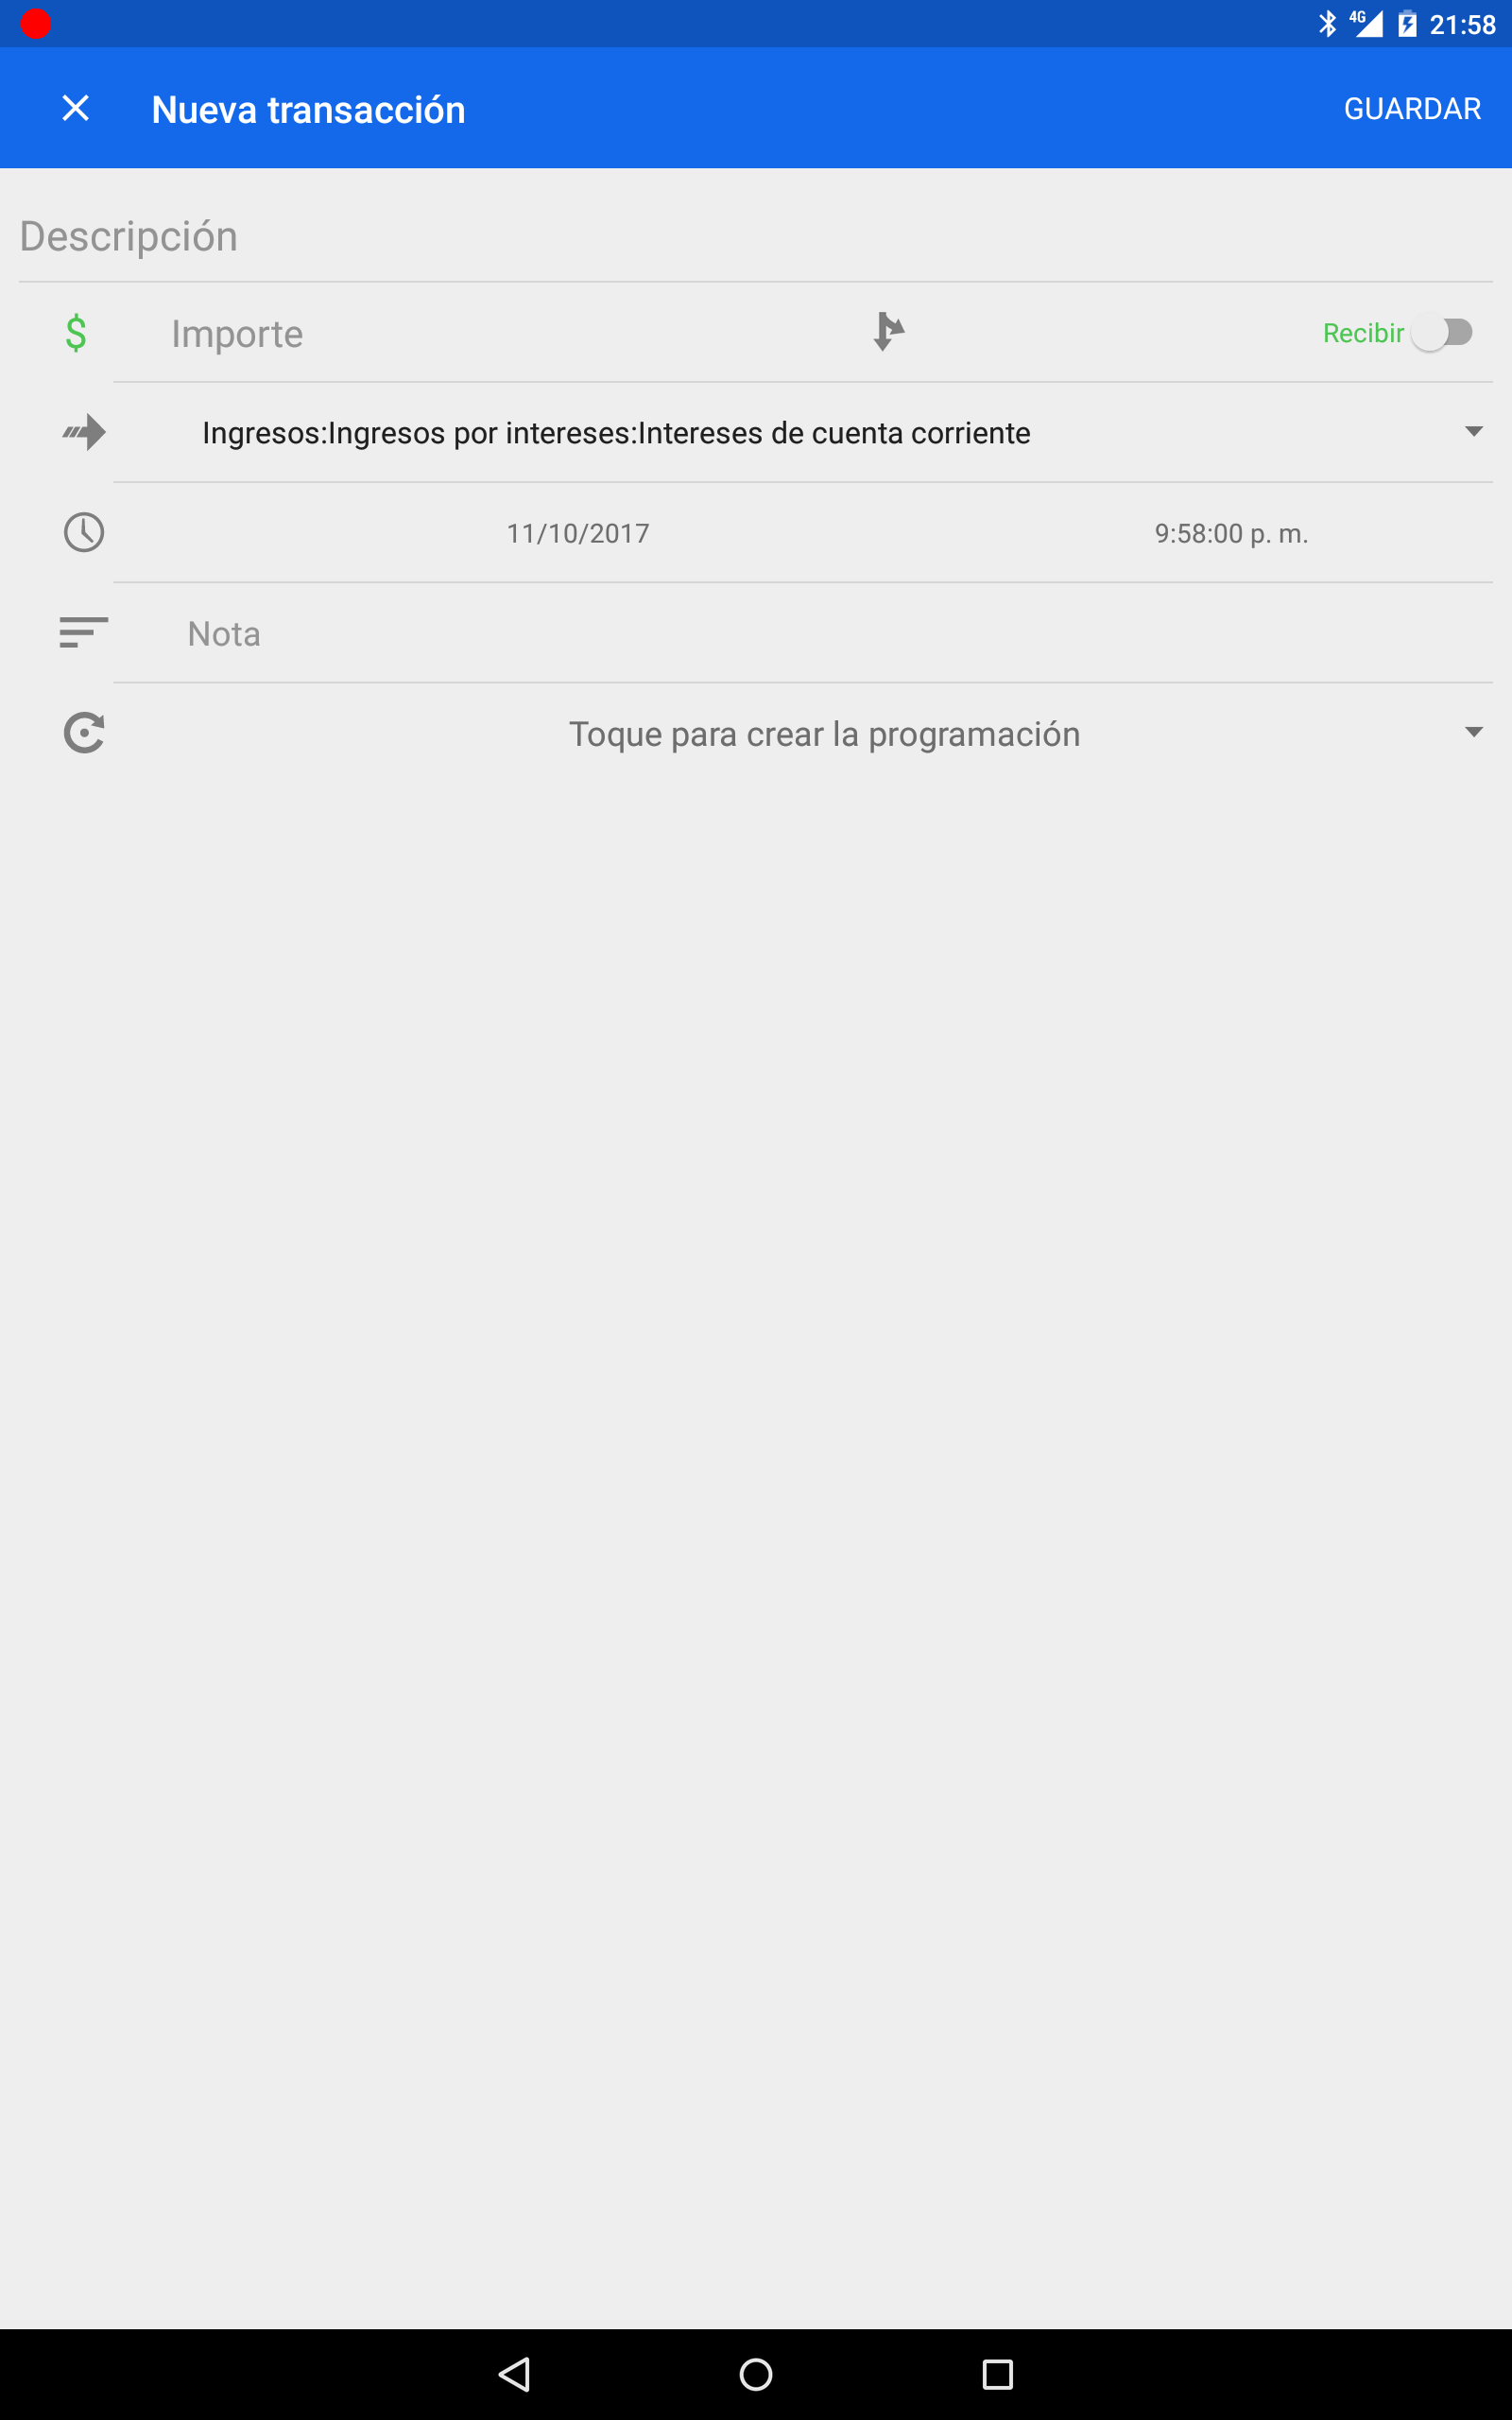 4G 21:58
Nueva transacción GUARDAR
Descripción
$ Importe Recibir
Ingresos:Ingresos por intereses:Intereses de cuenta corriente
11/10/2017 9:58:00 p. m.
Nota
Toque para crear la programación